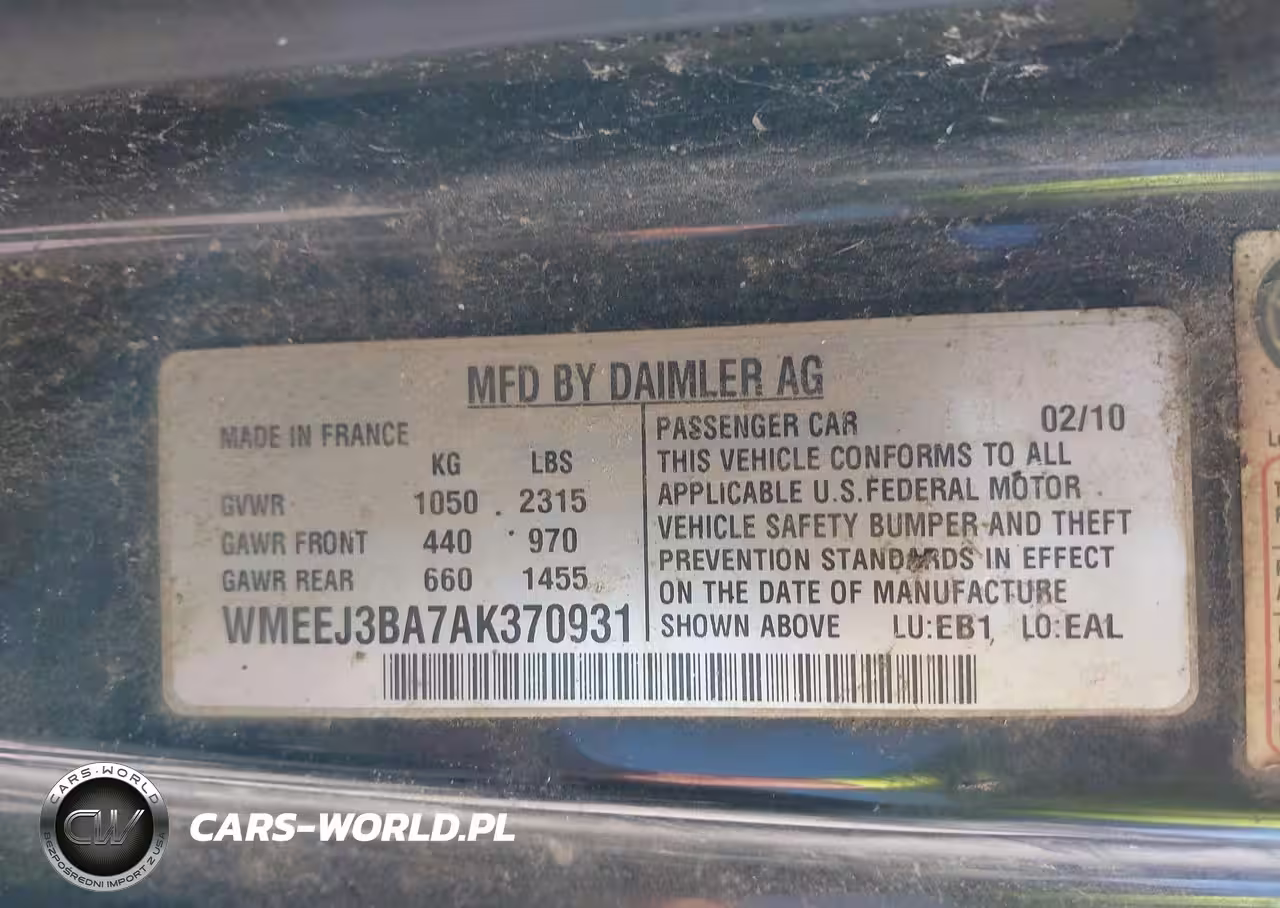 MFD BY DAIMLER AG
MADE IN FRANCE
KG LBS
GVWR 1050 2315
GAWR FRONT 440 970
GAWR REAR 660 1455
WMEEJ3BA7AK370931
PASSENGER CAR 02/10
THIS VEHICLE CONFORMS TO ALL
APPLICABLE U.S.FEDERAL MOTOR
VEHICLE SAFETY BUMPER AND THEFT
PREVENTION STANDARDS IN EFFECT
ON THE DATE OF MANUFACTURE
SHOWN ABOVE LU:EB1 LO:EAL
CARS-WORLD
CW
BEZPOŚREDNI IMPORT Z USA
CARS-WORLD.PL